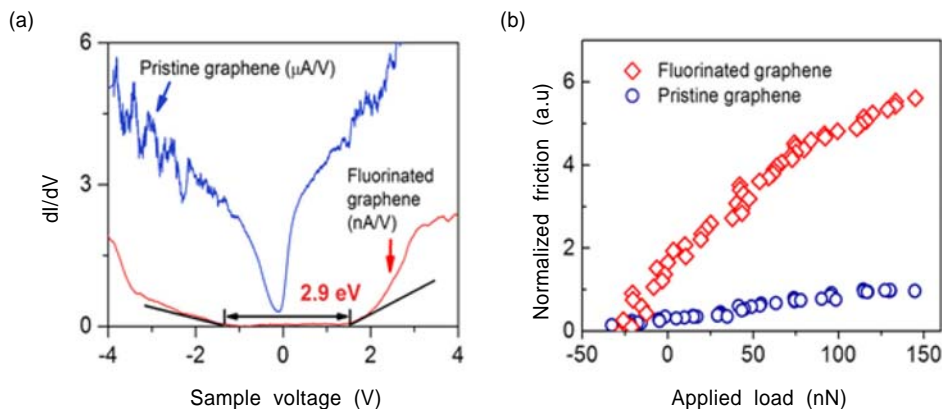 (a)
6
3
0
dI/dV
Pristine graphene (μA/V)
Fluorinated
graphene
(nA/V)
2.9 eV
-4
-2
0
2
4
Sample voltage (V)
(b)
6
4
2
0
Normalized friction (a.u)
Fluorinated graphene
Pristine graphene
-50
0
50
100
150
Applied load (nN)